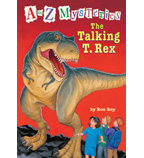 A to Z Mysteries
The
Talking
T. Rex
by Ron Roy